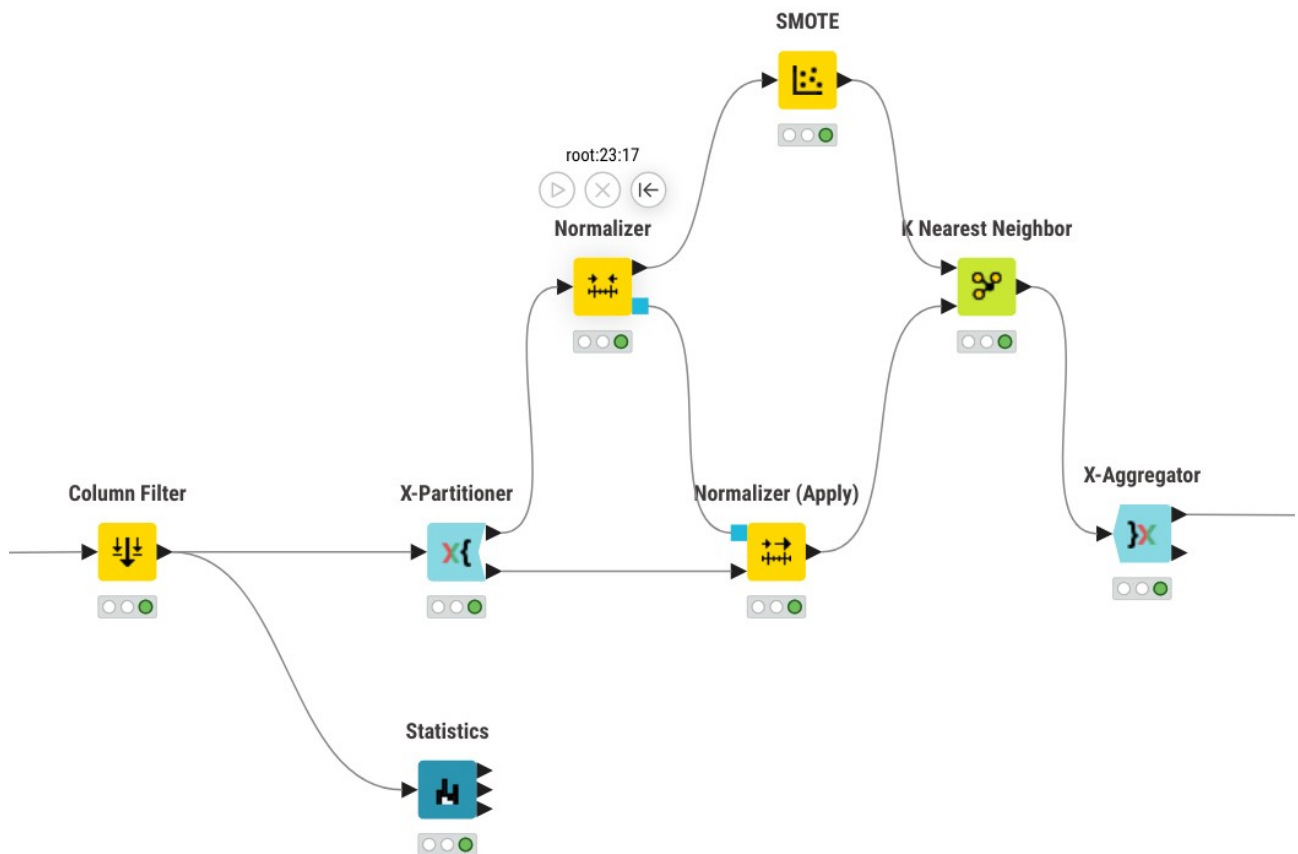 SMOTE
root:23:17
Normalizer
K Nearest Neighbor
Column Filter
X-Partitioner
Normalizer (Apply)
X-Aggregator
Statistics